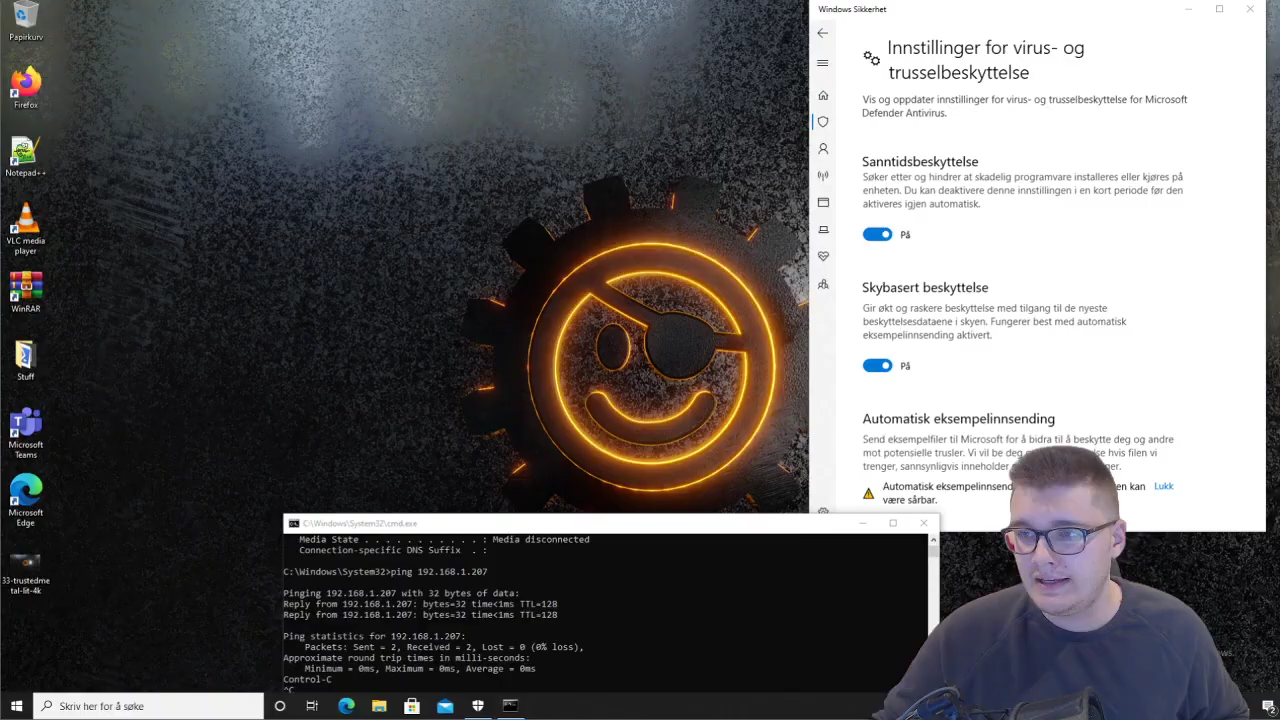 Papirkurv
Firefox
Notepad++
VLC media
player
WinRAR
Stuff
Microsoft
Teams
Microsoft
Edge
33-trustedme
tal-lit-4k
Windows Sikkerhet
Innstillinger for virus- og
trusselbeskyttelse
Vis og oppdater innstillinger for virus- og trusselbeskyttelse for Microsoft
Defender Antivirus.
Sanntidsbeskyttelse
Søker etter og hindrer at skadelig programvare installeres eller kjøres på
enheten. Du kan deaktivere denne innstillingen i en kort periode før den
aktiveres igjen automatisk.
På
Skybasert beskyttelse
Gir økt og raskere beskyttelse med tilgang til de nyeste
beskyttelsesdataene i skyen. Fungerer best med automatisk
eksempelinnsending aktivert.
På
Automatisk eksempelinnsending
Send eksempelfiler til Microsoft for å bidra til å beskytte deg og andre
mot potensielle trusler. Vi vil be deg hvis filen vi
trenger, sannsynligvis inneholder
Automatisk eksempelinnsen en kan Lukk
være sårbar.
C:\Windows\System32\cmd.exe
Media State . . . . . . . . . . . : Media disconnected
Connection-specific DNS Suffix  . :
C:\Windows\System32>ping 192.168.1.207
Pinging 192.168.1.207 with 32 bytes of data:
Reply from 192.168.1.207: bytes=32 time<1ms TTL=128
Reply from 192.168.1.207: bytes=32 time<1ms TTL=128
Ping statistics for 192.168.1.207:
Packets: Sent = 2, Received = 2, Lost = 0 (0% loss),
Approximate round trip times in milli-seconds:
Minimum = 0ms, Maximum = 0ms, Average = 0ms
Control-C
^C
Skriv her for å søke
2